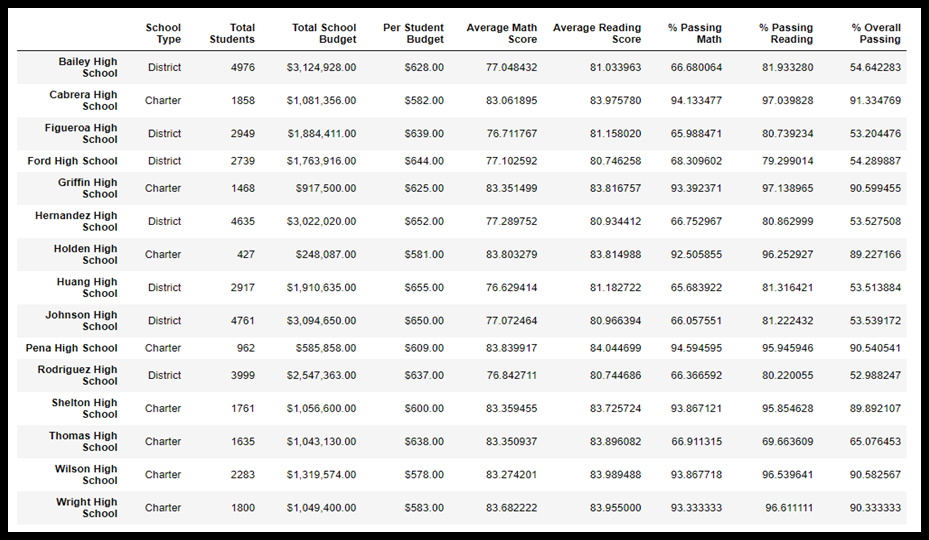 School Type Total Students Total School Budget Per Student Budget Average Math Score Average Reading Score % Passing Math % Passing Reading % Overall Passing
Bailey High School District 4976 $3,124,928.00 $628.00 77.048432 81.033963 66.680064 81.933280 54.642283
Cabrera High School Charter 1858 $1,081,356.00 $582.00 83.061895 83.975780 94.133477 97.039828 91.334769
Figueroa High School District 2949 $1,884,411.00 $639.00 76.711767 81.158020 65.988471 80.739234 53.204476
Ford High School District 2739 $1,763,916.00 $644.00 77.102592 80.746258 68.309602 79.299014 54.289887
Griffin High School Charter 1468 $917,500.00 $625.00 83.351499 83.816757 93.392371 97.138965 90.599455
Hernandez High School District 4635 $3,022,020.00 $652.00 77.289752 80.934412 66.752967 80.862999 53.527508
Holden High School Charter 427 $248,087.00 $581.00 83.803279 83.814988 92.505855 96.252927 89.227166
Huang High School District 2917 $1,910,635.00 $655.00 76.629414 81.182722 65.683922 81.316421 53.513884
Johnson High School District 4761 $3,094,650.00 $650.00 77.072464 80.966394 66.057551 81.222432 53.539172
Pena High School Charter 962 $585,858.00 $609.00 83.839917 84.044699 94.594595 95.945946 90.540541
Rodriguez High School District 3999 $2,547,363.00 $637.00 76.842711 80.744686 66.366592 80.220055 52.988247
Shelton High School Charter 1761 $1,056,600.00 $600.00 83.359455 83.725724 93.867121 95.854628 89.892107
Thomas High School Charter 1635 $1,043,130.00 $638.00 83.350937 83.896082 66.911315 69.663609 65.076453
Wilson High School Charter 2283 $1,319,574.00 $578.00 83.274201 83.989488 93.867718 96.539641 90.582567
Wright High School Charter 1800 $1,049,400.00 $583.00 83.682222 83.955000 93.333333 96.611111 90.333333